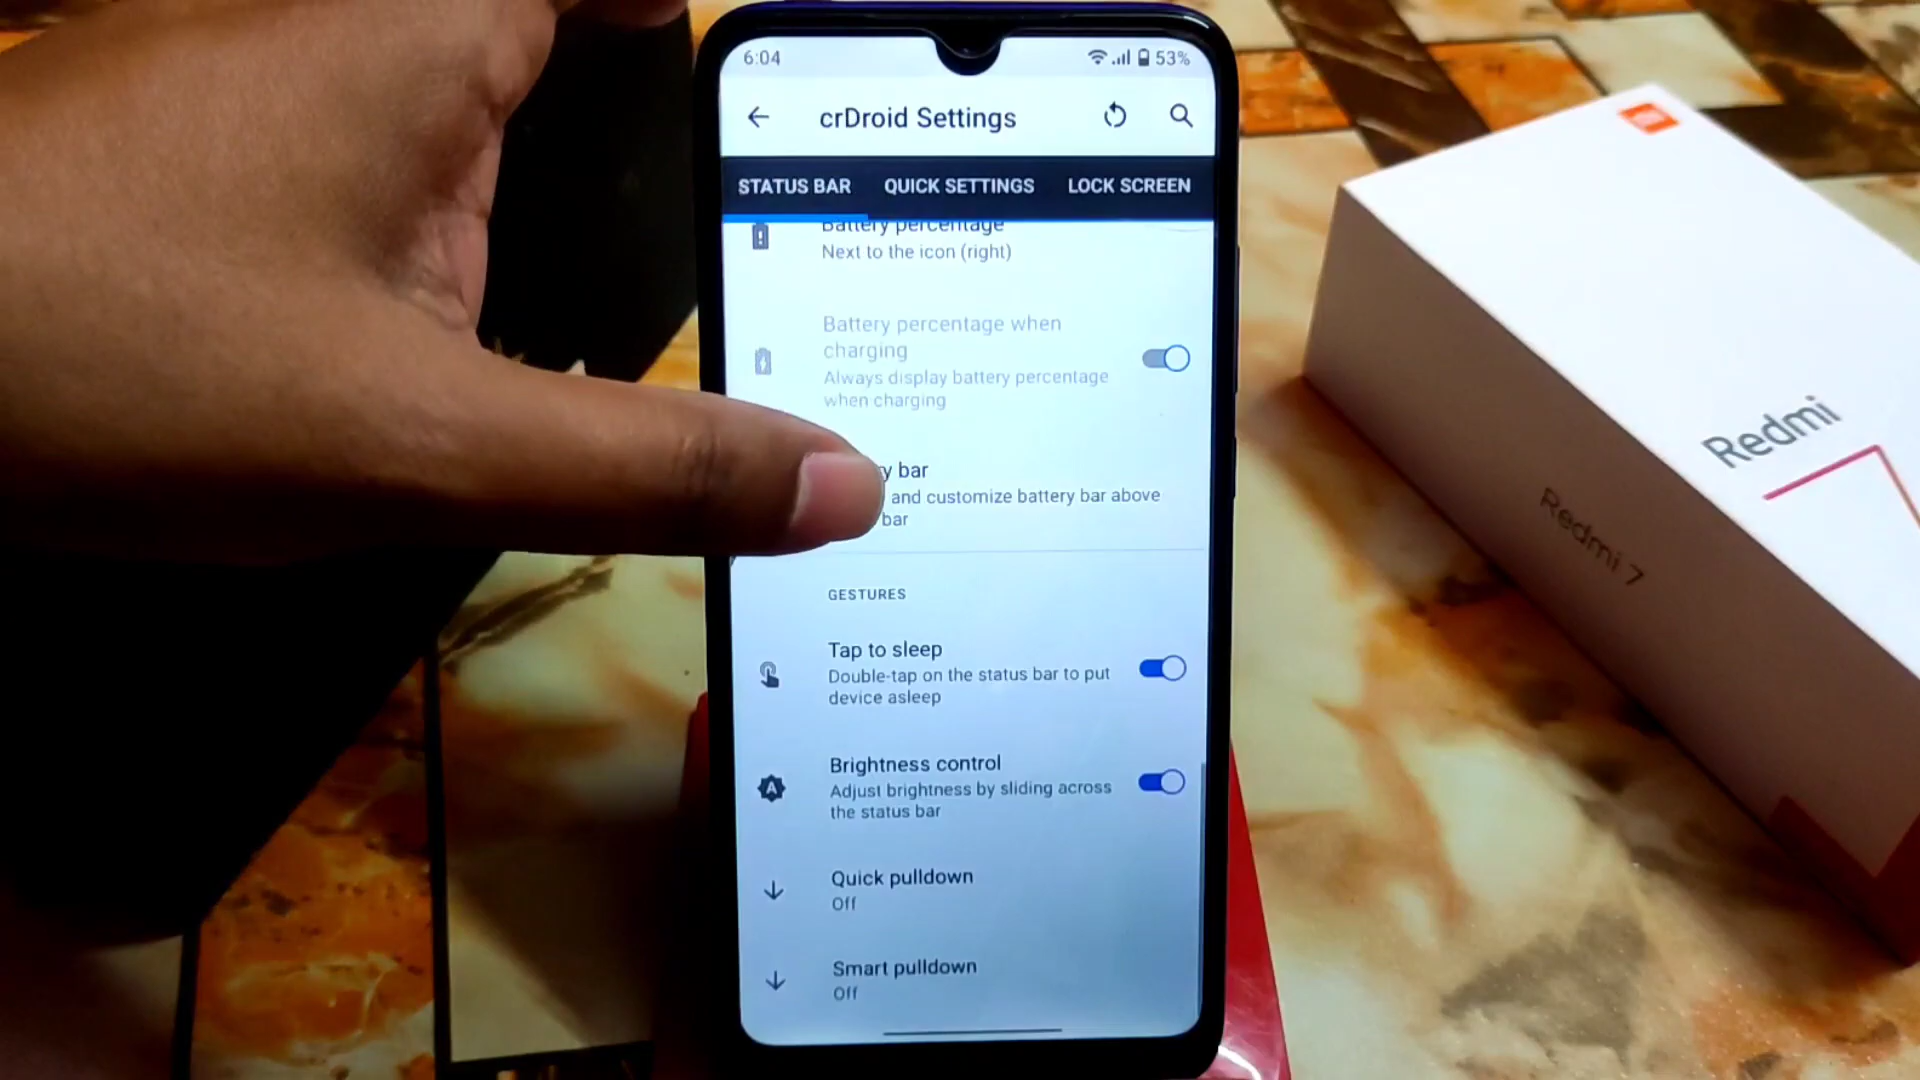 6:04
53%
crDroid Settings
STATUS BAR QUICK SETTINGS LOCK SCREEN
Battery percentage
Next to the icon (right)
Battery percentage when
charging
Always display battery percentage
when charging
y bar
and customize battery bar above
bar
GESTURES
Tap to sleep
Double-tap on the status bar to put
device asleep
Brightness control
Adjust brightness by sliding across
the status bar
Quick pulldown
Off
Smart pulldown
Off
Redmi
7
Redmi 7